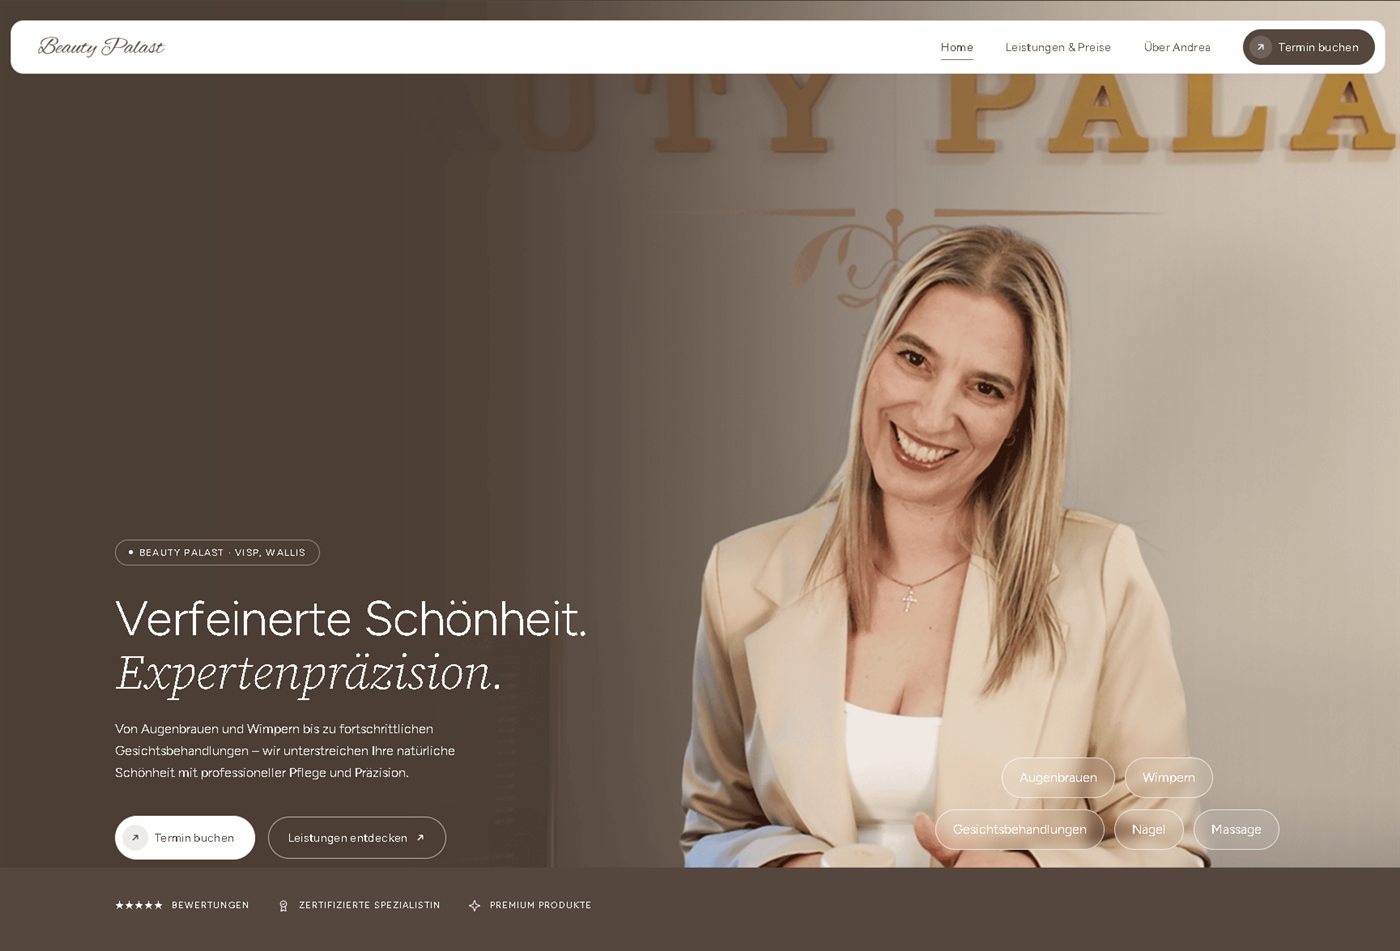 Beauty Palast
Home
Leistungen & Preise
Über Andrea
Termin buchen
AUTY PALA
BEAUTY PALAST · VISP, WALLIS
Verfeinerte Schönheit.
Expertenpräzision.
Von Augenbrauen und Wimpern bis zu fortschrittlichen
Gesichtsbehandlungen – wir unterstreichen Ihre natürliche
Schönheit mit professioneller Pflege und Präzision.
Termin buchen
Leistungen entdecken
Augenbrauen
Wimpern
Gesichtsbehandlungen
Nägel
Massage
★★★★★ BEWERTUNGEN
ZERTIFIZIERTE SPEZIALISTIN
PREMIUM PRODUKTE